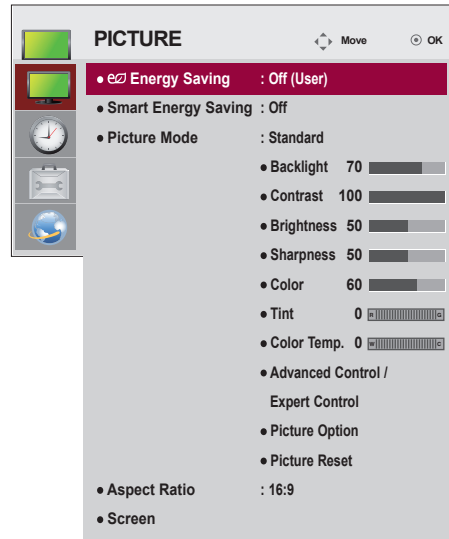 PICTURE Move OK
• Energy Saving : Off (User)
• Smart Energy Saving : Off
• Picture Mode : Standard
• Backlight 70
• Contrast 100
• Brightness 50
• Sharpness 50
• Color 60
• Tint 0 R G
• Color Temp. 0 W C
• Advanced Control /
Expert Control
• Picture Option
• Picture Reset
• Aspect Ratio : 16:9
• Screen